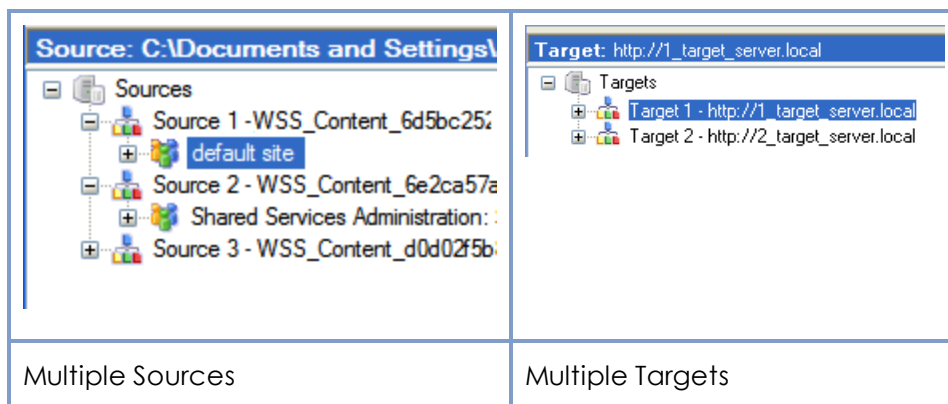 Source: C:\Documents and Settings\
Sources
Source 1 -WSS_Content_6d5bc252
default site
Source 2 - WSS_Content_6e2ca57a
Shared Services Administration:
Source 3 - WSS_Content_d0d02f5b
Target: http://1_target_server.local
Targets
Target 1 - http://1_target_server.local
Target 2 - http://2_target_server.local
Multiple Sources
Multiple Targets